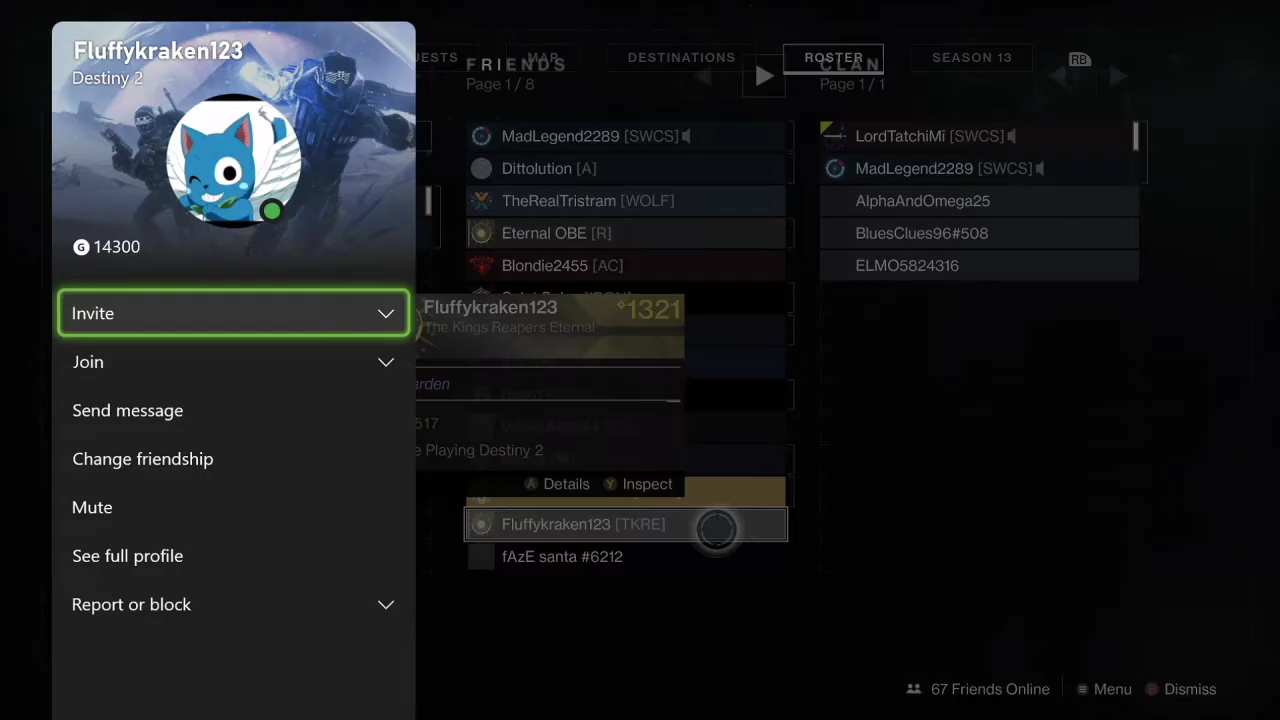 Fluffykraken123
Destiny 2
G 14300
Invite
Join
Send message
Change friendship
Mute
See full profile
Report or block
MAP
DESTINATIONS
ROSTER
SEASON 13
RB
FRIENDS
Page 1 / 8
MadLegend2289 [SWCS]
Dittolution [A]
TheRealTristram [WOLF]
Eternal OBE [R]
Blondie2455 [AC]
Fluffykraken123
1321
The Kings Reapers Eternal
arden
517
e Playing Destiny 2
A Details
Y Inspect
Fluffykraken123 [TKRE]
fAzE santa #6212
CLAN
Page 1 / 1
LordTatchiMi [SWCS]
MadLegend2289 [SWCS]
AlphaAndOmega25
BluesClues96#508
ELMO5824316
67 Friends Online
Menu
B Dismiss